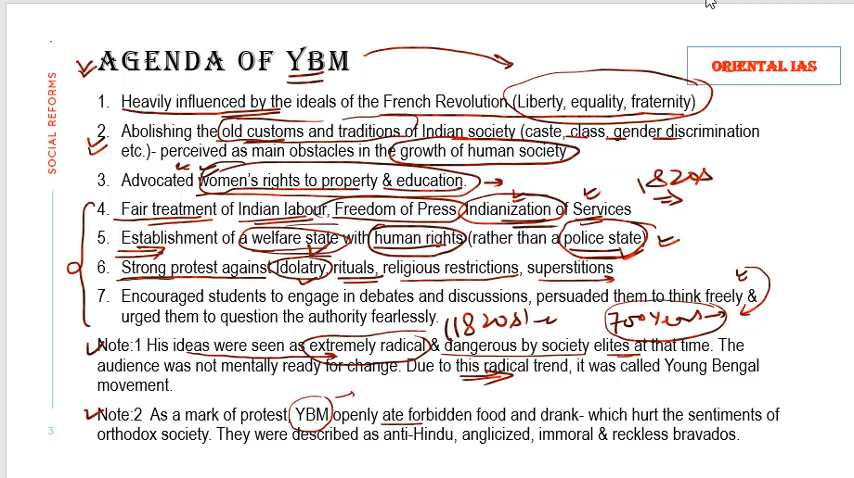 AGENDA OF YBM
ORIENTAL IAS
SOCIAL REFORMS
1. Heavily influenced by the ideals of the French Revolution (Liberty, equality, fraternity)
2. Abolishing the old customs and traditions of Indian society (caste, class, gender discrimination
etc.)- perceived as main obstacles in the growth of human society
3. Advocated women's rights to property & education.
1820s
4. Fair treatment of Indian labour, Freedom of Press, Indianization of Services
5. Establishment of a welfare state with human rights (rather than a police state)
6. Strong protest against Idolatry rituals, religious restrictions, superstitions
7. Encouraged students to engage in debates and discussions, persuaded them to think freely &
urged them to question the authority fearlessly.
(1820s)
700 years
Note:1 His ideas were seen as extremely radical & dangerous by society elites at that time. The
audience was not mentally ready for change. Due to this radical trend, it was called Young Bengal
movement.
Note:2 As a mark of protest, YBM openly ate forbidden food and drank- which hurt the sentiments of
orthodox society. They were described as anti-Hindu, anglicized, immoral & reckless bravados.
3